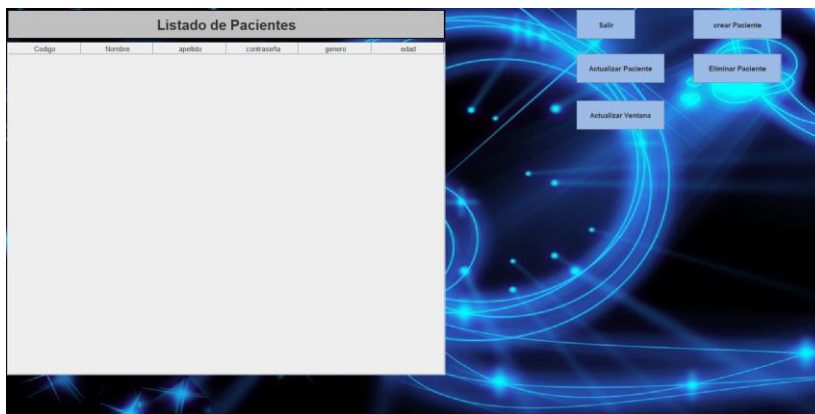 Listado de Pacientes
Codigo Nombre apellido contraseña genero edad
Salir crear Paciente
Actualizar Paciente Eliminar Paciente
Actualizar Ventana